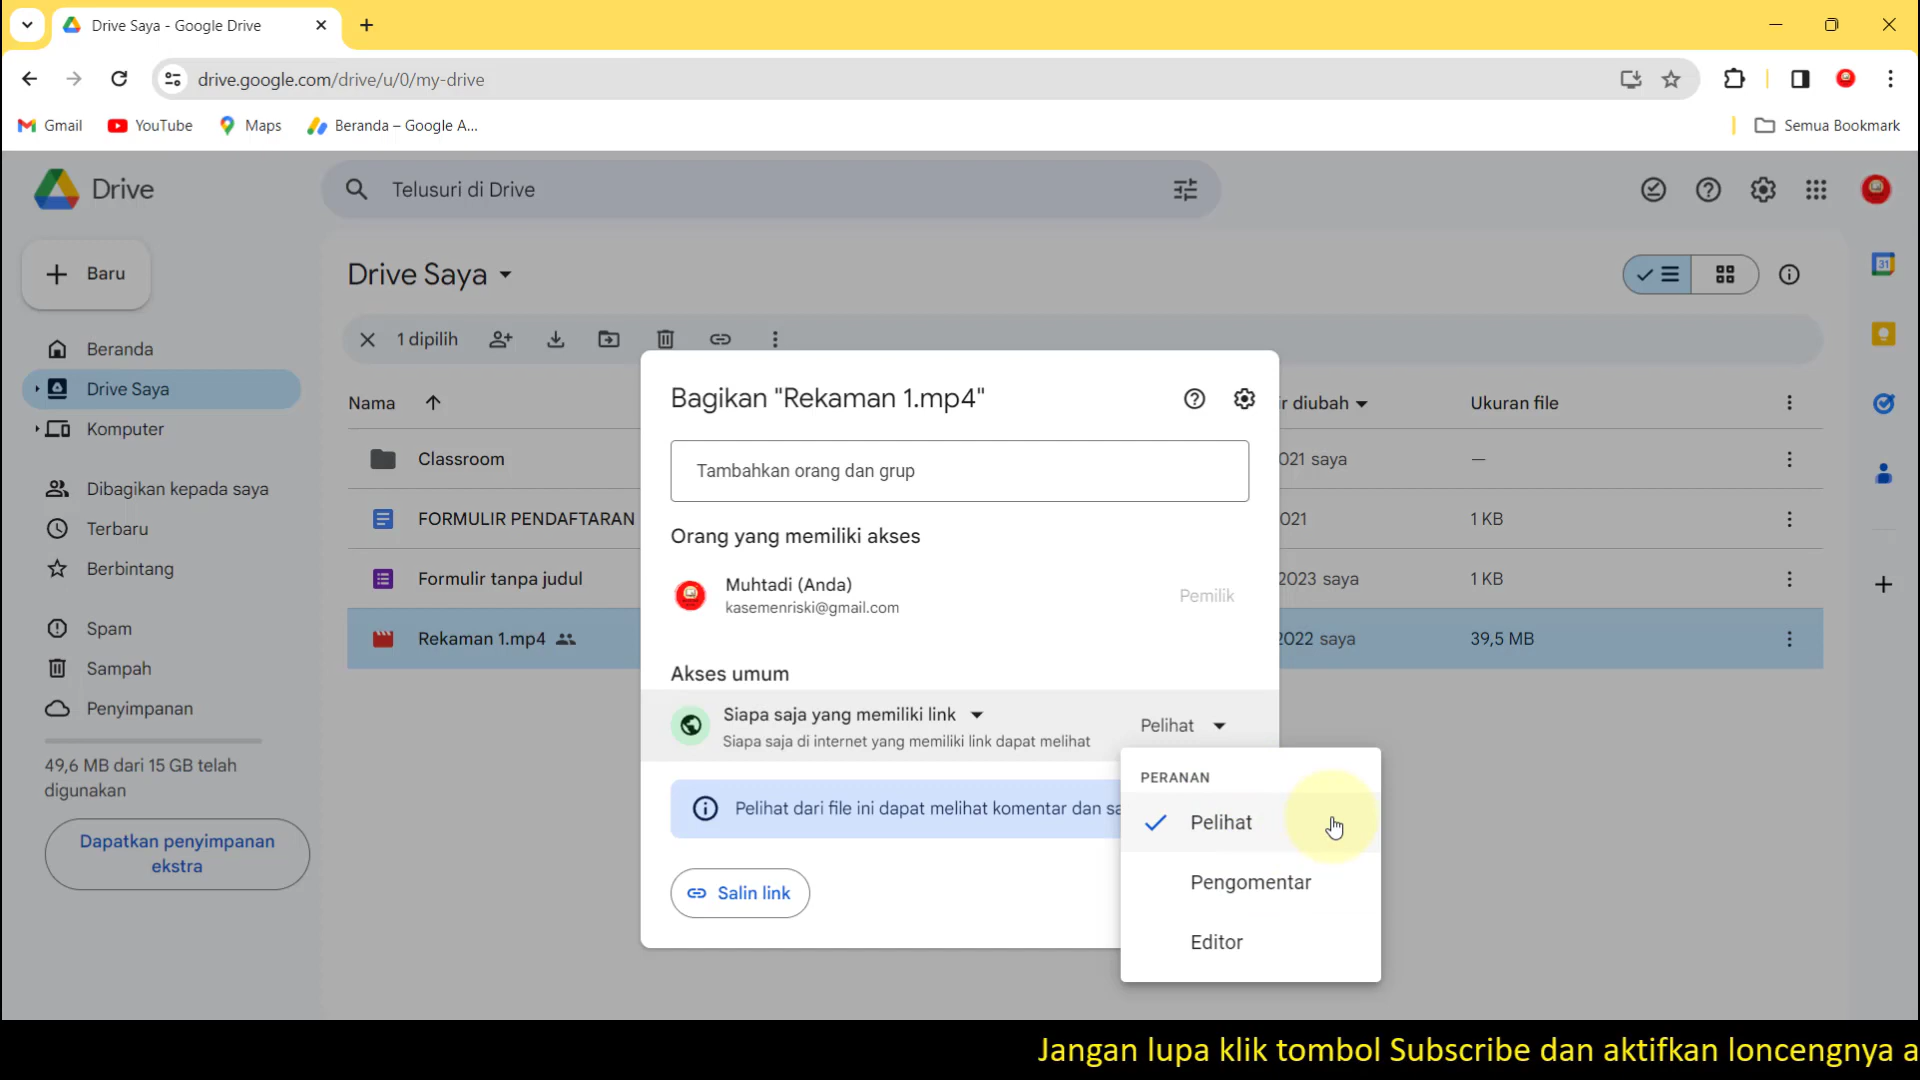 Drive Saya - Google Drive
drive.google.com/drive/u/0/my-drive
Gmail
YouTube
Maps
Beranda – Google A...
Semua Bookmark
Drive
Telusuri di Drive
Baru
Drive Saya
31
1 dipilih
Beranda
Drive Saya
Komputer
Dibagikan kepada saya
Terbaru
Berbintang
Spam
Sampah
Penyimpanan
49,6 MB dari 15 GB telah
digunakan
Dapatkan penyimpanan
ekstra
Nama
r diubah
Ukuran file
Classroom
021 saya
—
FORMULIR PENDAFTARAN
021
1 KB
Formulir tanpa judul
2023 saya
1 KB
Rekaman 1.mp4
2022 saya
39,5 MB
Bagikan "Rekaman 1.mp4"
Tambahkan orang dan grup
Orang yang memiliki akses
Muhtadi (Anda)
kasemenriski@gmail.com
Pemilik
Akses umum
Siapa saja yang memiliki link
Siapa saja di internet yang memiliki link dapat melihat
Pelihat
Pelihat dari file ini dapat melihat komentar dan sa
Salin link
PERANAN
Pelihat
Pengomentar
Editor
Jangan lupa klik tombol Subscribe dan aktifkan loncengnya a